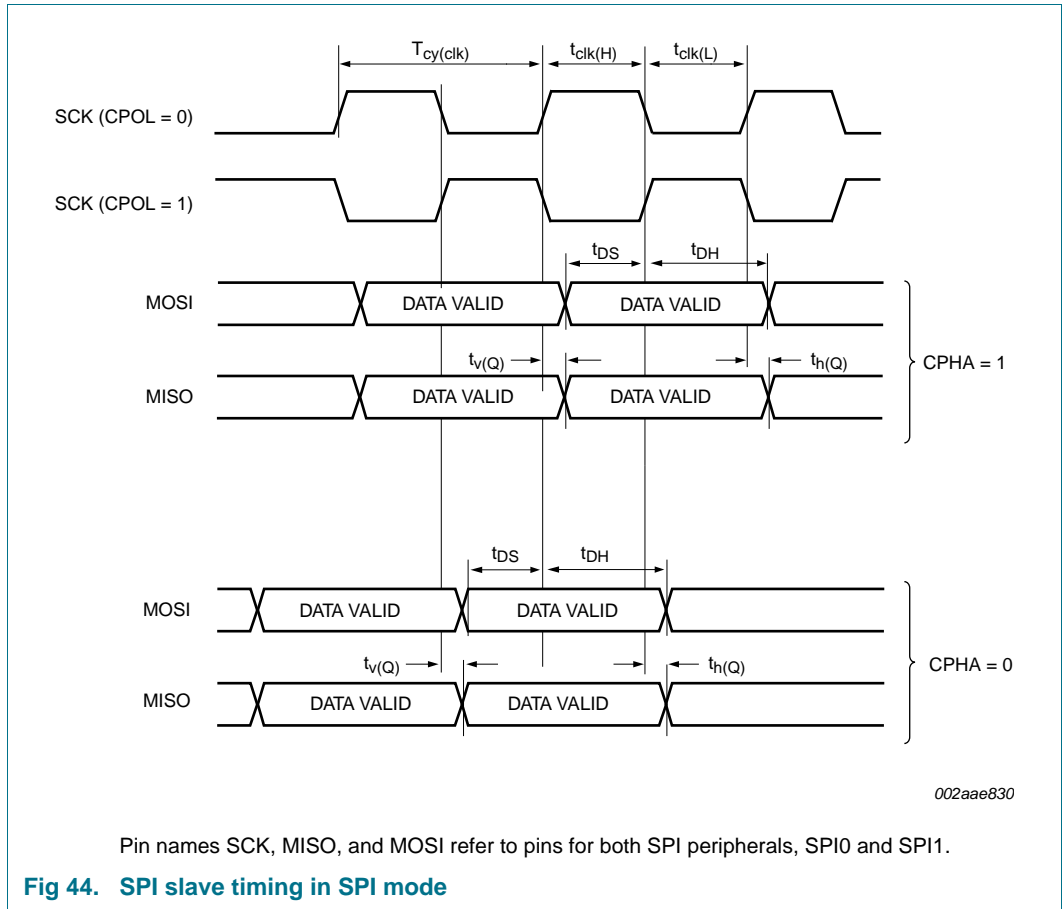 Tcy(clk) tclk(H) tclk(L)
SCK (CPOL = 0)
SCK (CPOL = 1)
tDS tDH
MOSI DATA VALID DATA VALID
tv(Q) th(Q)
CPHA = 1
MISO DATA VALID DATA VALID
tDS tDH
MOSI DATA VALID DATA VALID
tv(Q) th(Q)
CPHA = 0
MISO DATA VALID DATA VALID
002aae830
Pin names SCK, MISO, and MOSI refer to pins for both SPI peripherals, SPI0 and SPI1.
Fig 44. SPI slave timing in SPI mode